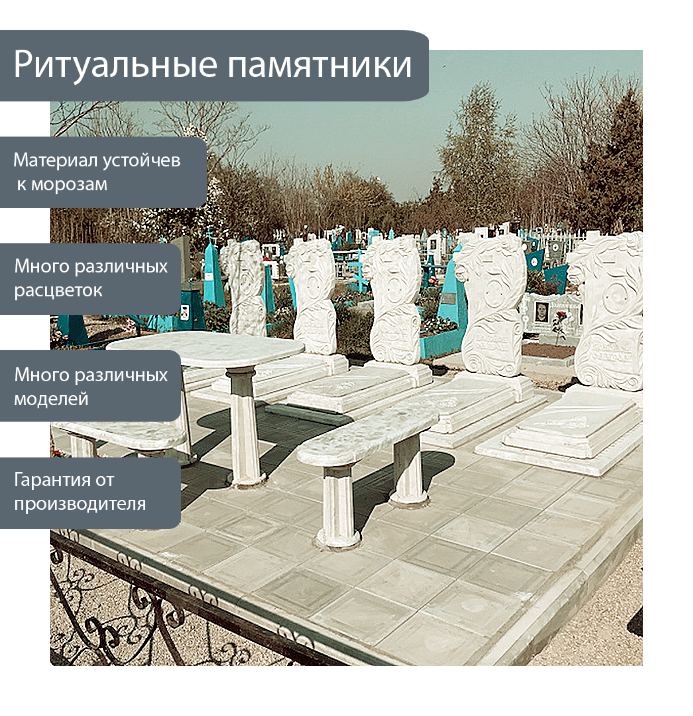 Ритуальные памятники
Материал устойчев
к морозам
Много различных
расцветок
Много различных
моделей
Гарантия от
производителя